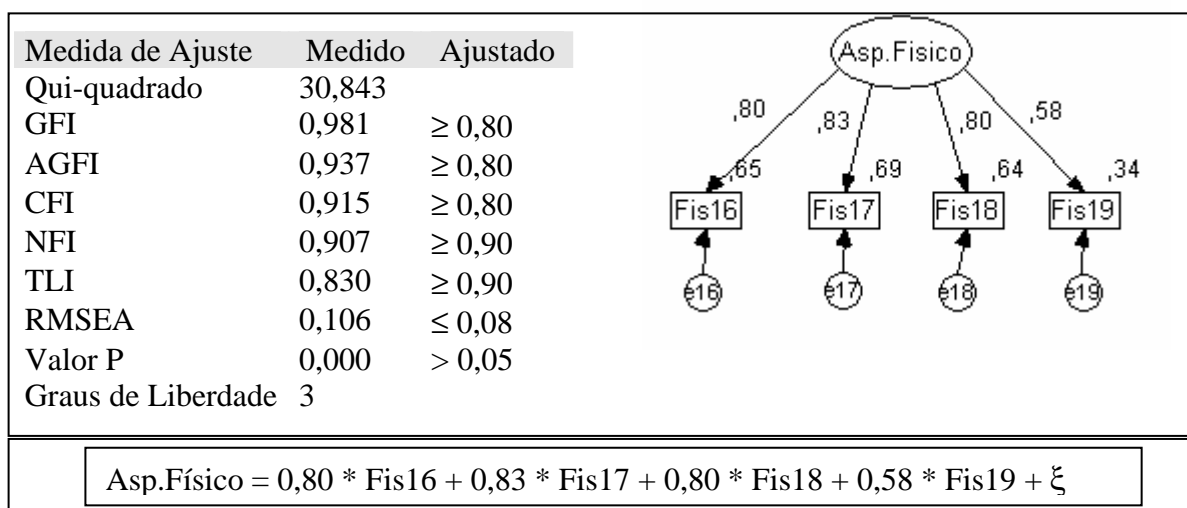 Medida de Ajuste Medido Ajustado
Qui-quadrado 30,843
GFI 0,981 ≥ 0,80
AGFI 0,937 ≥ 0,80
CFI 0,915 ≥ 0,80
NFI 0,907 ≥ 0,90
TLI 0,830 ≥ 0,90
RMSEA 0,106 ≤ 0,08
Valor P 0,000 > 0,05
Graus de Liberdade 3
Asp.Fisico
,80 ,83 ,80 ,58
,65 ,69 ,64 ,34
Fis16 Fis17 Fis18 Fis19
e16 e17 e18 e19
Asp.Físico = 0,80 * Fis16 + 0,83 * Fis17 + 0,80 * Fis18 + 0,58 * Fis19 + ξ